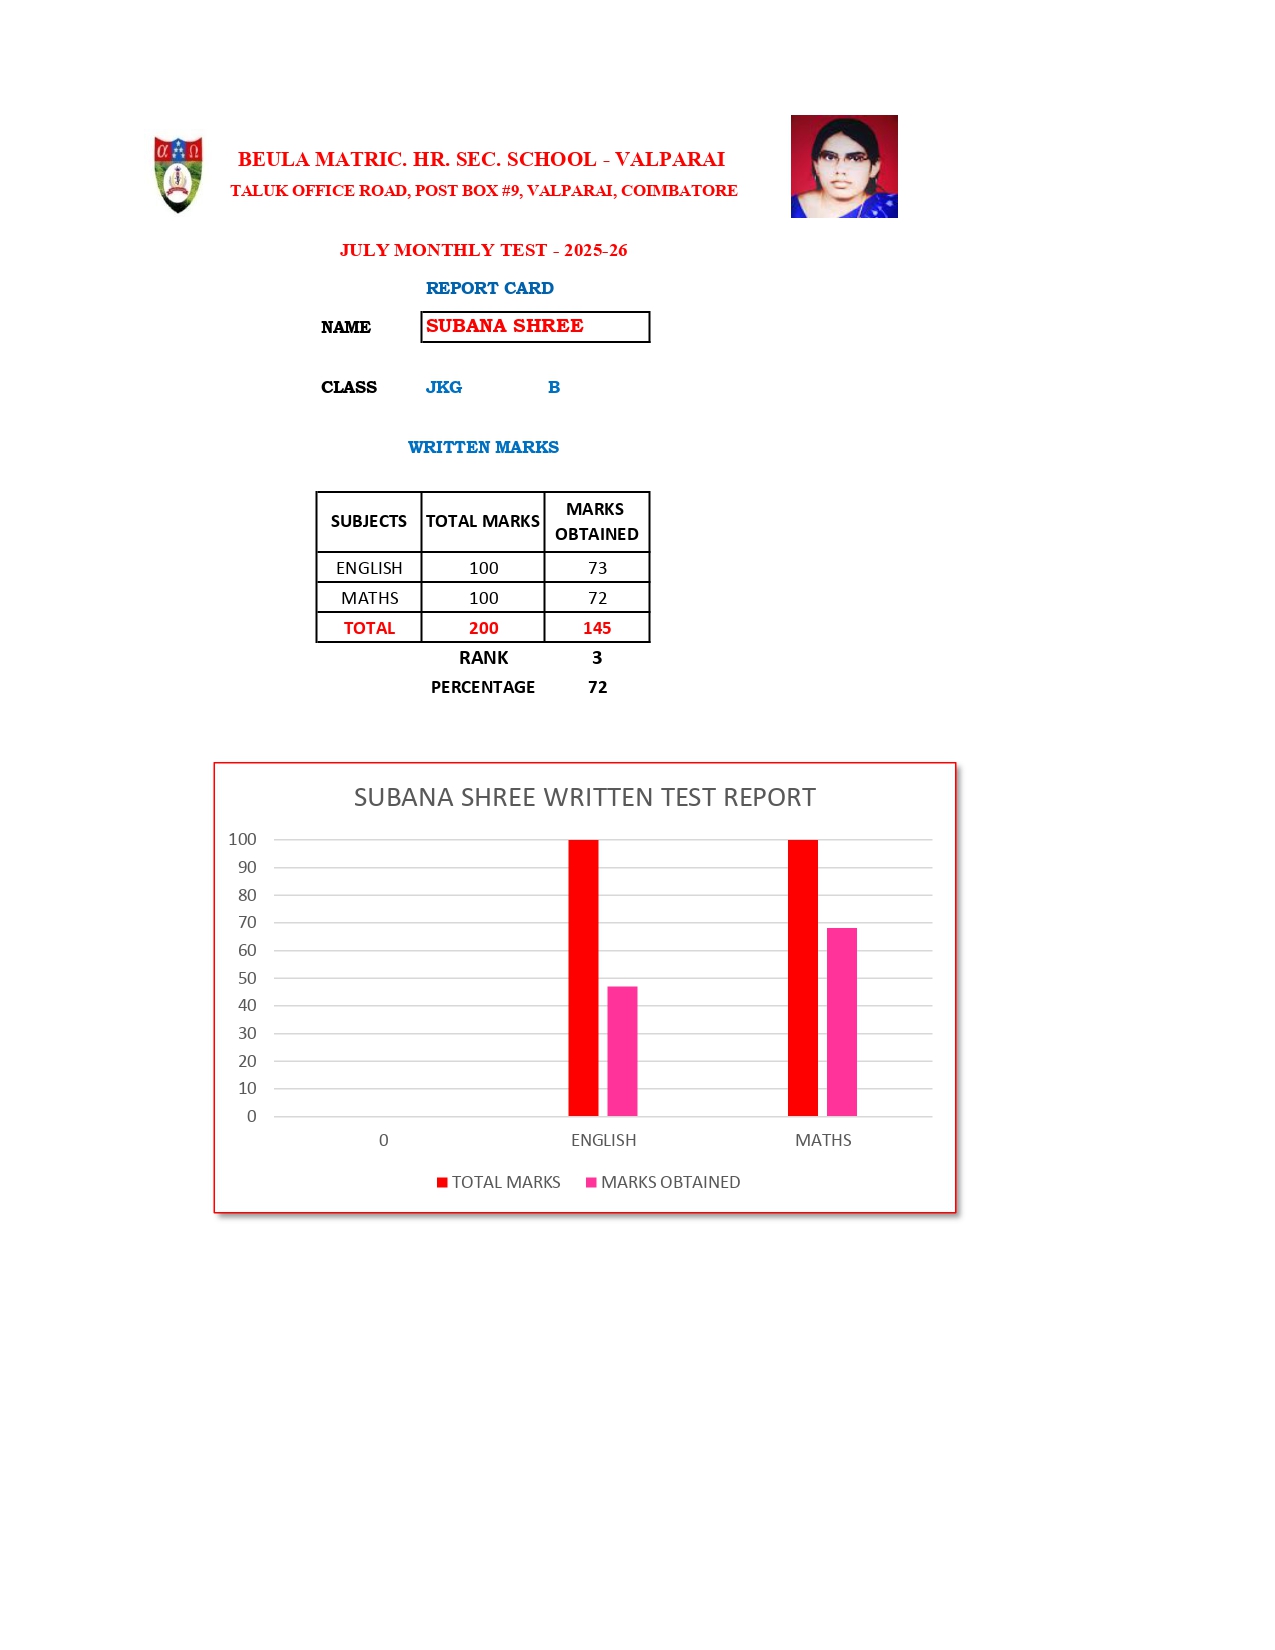 α Ω
BEULA MATRIC. HR. SEC. SCHOOL - VALPARAI
TALUK OFFICE ROAD, POST BOX #9, VALPARAI, COIMBATORE
JULY MONTHLY TEST - 2025-26
REPORT CARD
NAME SUBANA SHREE
CLASS JKG B
WRITTEN MARKS
SUBJECTS TOTAL MARKS MARKS OBTAINED
ENGLISH 100 73
MATHS 100 72
TOTAL 200 145
RANK 3
PERCENTAGE 72
SUBANA SHREE WRITTEN TEST REPORT
100
90
80
70
60
50
40
30
20
10
0
0 ENGLISH MATHS
TOTAL MARKS MARKS OBTAINED